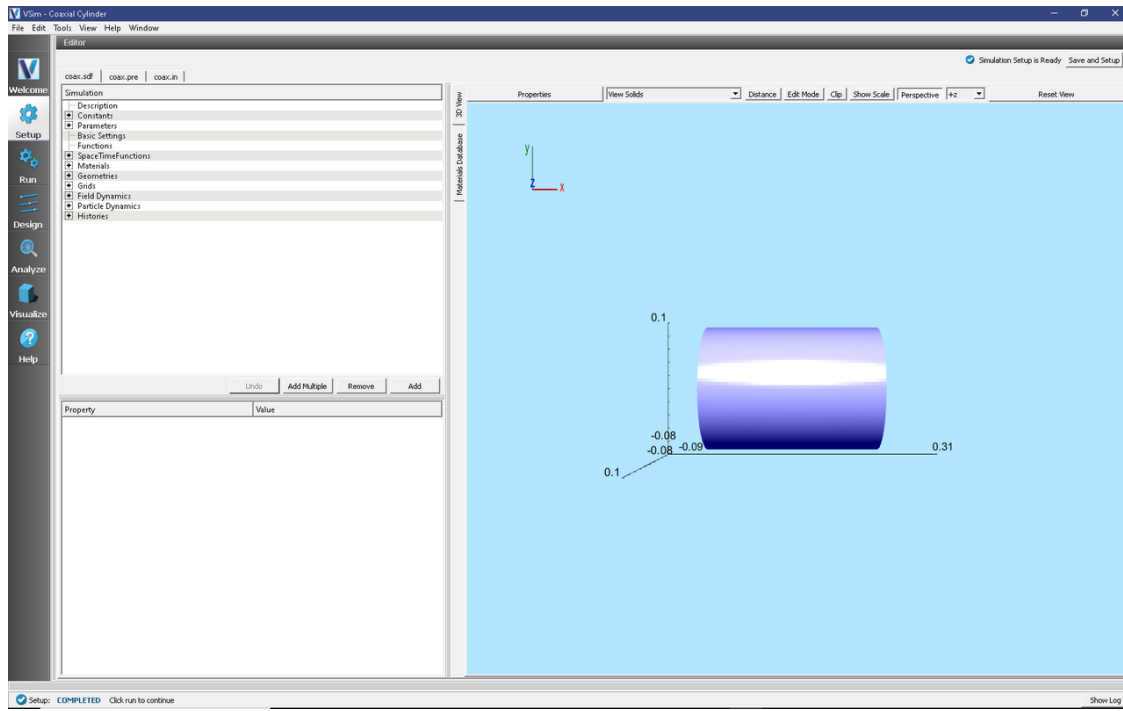 VSim - Coaxial Cylinder
File Edit Tools View Help Window
Editor
Simulation Setup is Ready Save and Setup
coax.sdf coax.pre coax.in
Welcome
Setup
Run
Design
Analyze
Visualize
Help
Simulation
Description
Constants
Parameters
Basic Settings
Functions
SpaceTimeFunctions
Materials
Geometries
Grids
Field Dynamics
Particle Dynamics
Histories
Undo Add Multiple Remove Add
Property Value
3D View
Materials Database
Properties View Solids Distance Edit Mode Clip Show Scale Perspective +z Reset View
y
z x
0.1
-0.08
-0.08 -0.09 0.31
0.1
Setup: COMPLETED Click run to continue Show Log